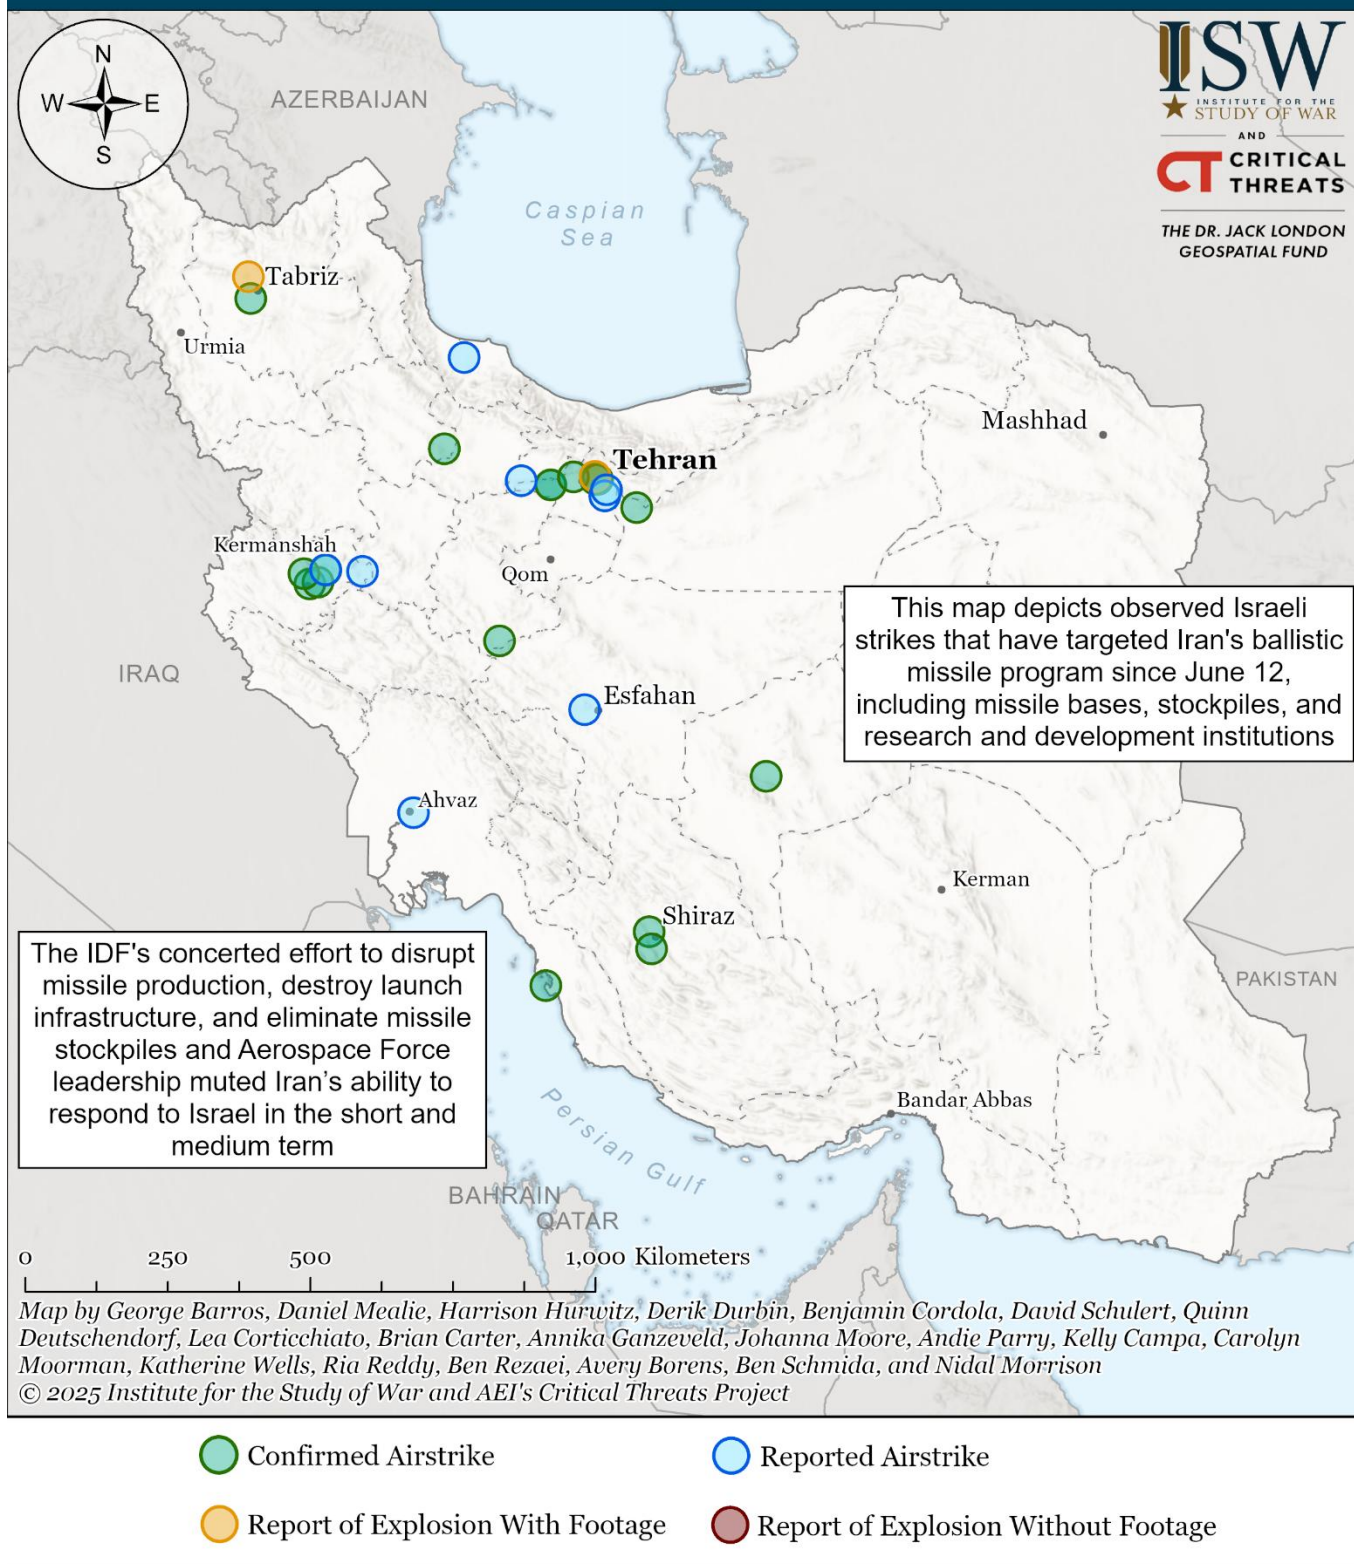 N
W E
S
ISW
INSTITUTE FOR THE
STUDY OF WAR
AND
CT CRITICAL
THREATS
THE DR. JACK LONDON
GEOSPATIAL FUND
AZERBAIJAN
Caspian
Sea
Tabriz
Urmia
Mashhad
Tehran
Kermanshah
Qom
This map depicts observed Israeli
strikes that have targeted Iran's ballistic
missile program since June 12,
including missile bases, stockpiles, and
research and development institutions
IRAQ
Esfahan
Ahvaz
Kerman
Shiraz
PAKISTAN
The IDF's concerted effort to disrupt
missile production, destroy launch
infrastructure, and eliminate missile
stockpiles and Aerospace Force
leadership muted Iran’s ability to
respond to Israel in the short and
medium term
Bandar Abbas
Persian Gulf
BAHRAIN
QATAR
0 250 500 1,000 Kilometers
Map by George Barros, Daniel Mealie, Harrison Hurwitz, Derik Durbin, Benjamin Cordola, David Schulert, Quinn
Deutschendorf, Lea Corticchiato, Brian Carter, Annika Ganzeveld, Johanna Moore, Andie Parry, Kelly Campa, Carolyn
Moorman, Katherine Wells, Ria Reddy, Ben Rezaei, Avery Borens, Ben Schmida, and Nidal Morrison
© 2025 Institute for the Study of War and AEI's Critical Threats Project
Confirmed Airstrike
Reported Airstrike
Report of Explosion With Footage
Report of Explosion Without Footage